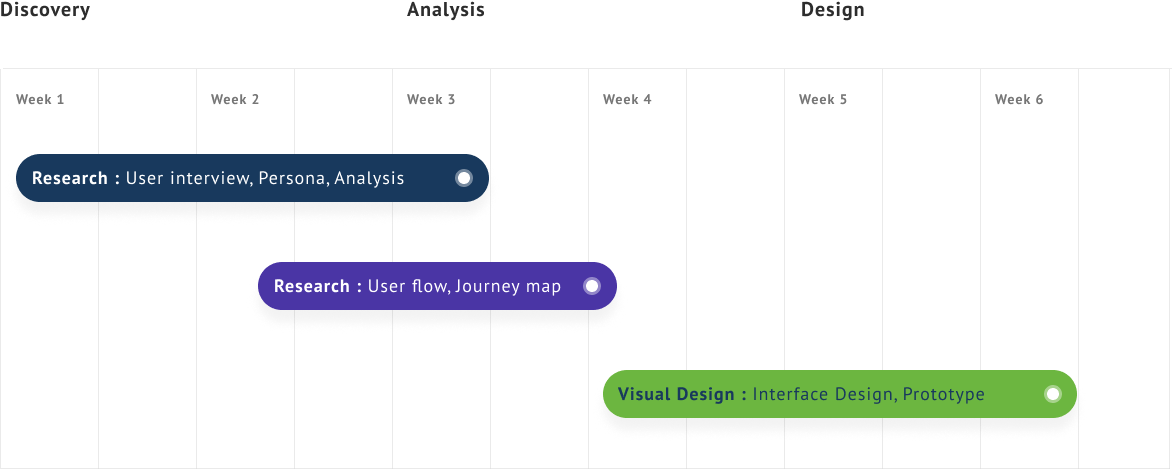 Discovery Analysis Design
Week 1 Week 2 Week 3 Week 4 Week 5 Week 6
Research : User interview, Persona, Analysis
Research : User flow, Journey map
Visual Design : Interface Design, Prototype